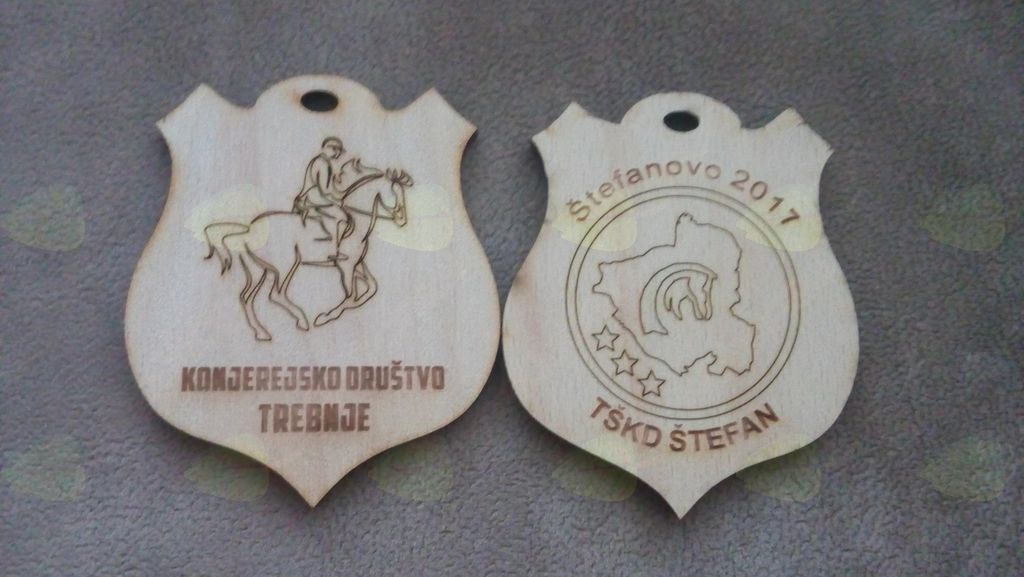 KONJEREJSKO DRUŠTVO
TREBNJE
Štefanovo 2017
TŠKD ŠTEFAN